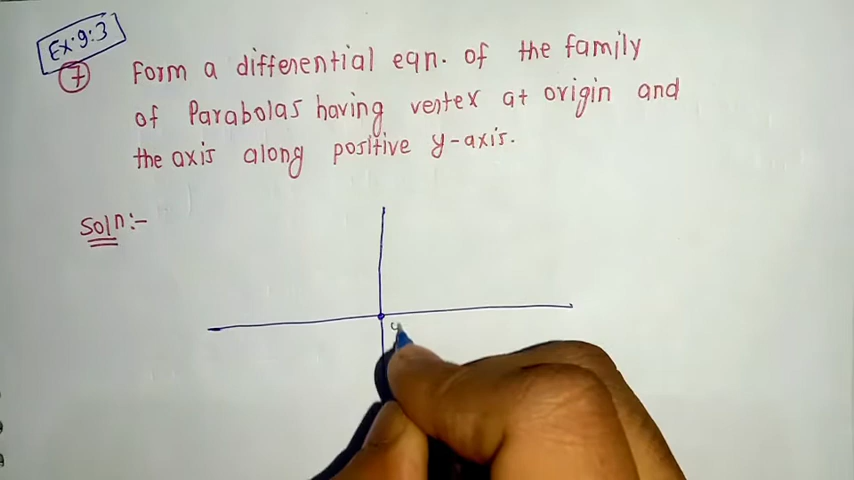 Ex:9:3
7 Form a differential eqn. of the family
of Parabolas having vertex at origin and
the axis along positive y-axis.
Soln:-